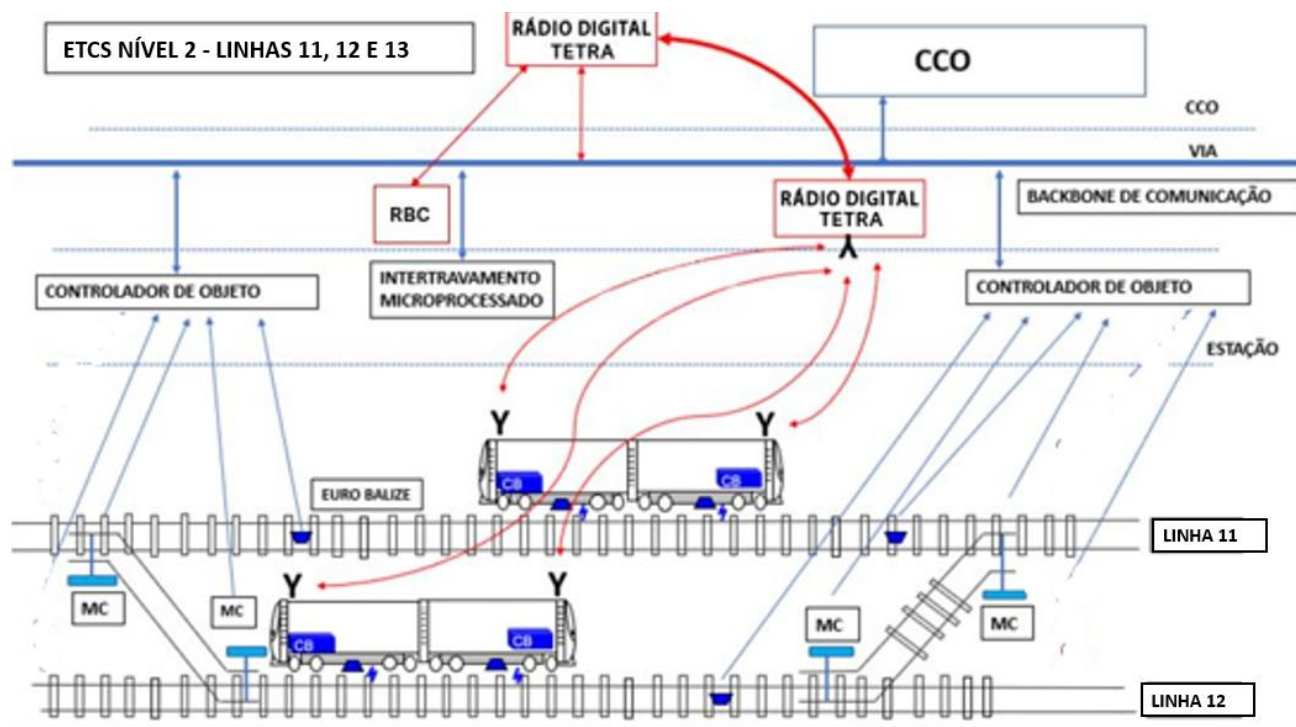 RÁDIO DIGITAL
TETRA
ETCS NÍVEL 2 - LINHAS 11, 12 E 13
CCO
CCO
VIA
RBC
RÁDIO DIGITAL
TETRA
BACKBONE DE COMUNICAÇÃO
CONTROLADOR DE OBJETO
INTERTRAVAMENTO
MICROPROCESSADO
CONTROLADOR DE OBJETO
ESTAÇÃO
CB
CB
EURO BALIZE
LINHA 11
MC
MC
MC
MC
CB
CB
LINHA 12